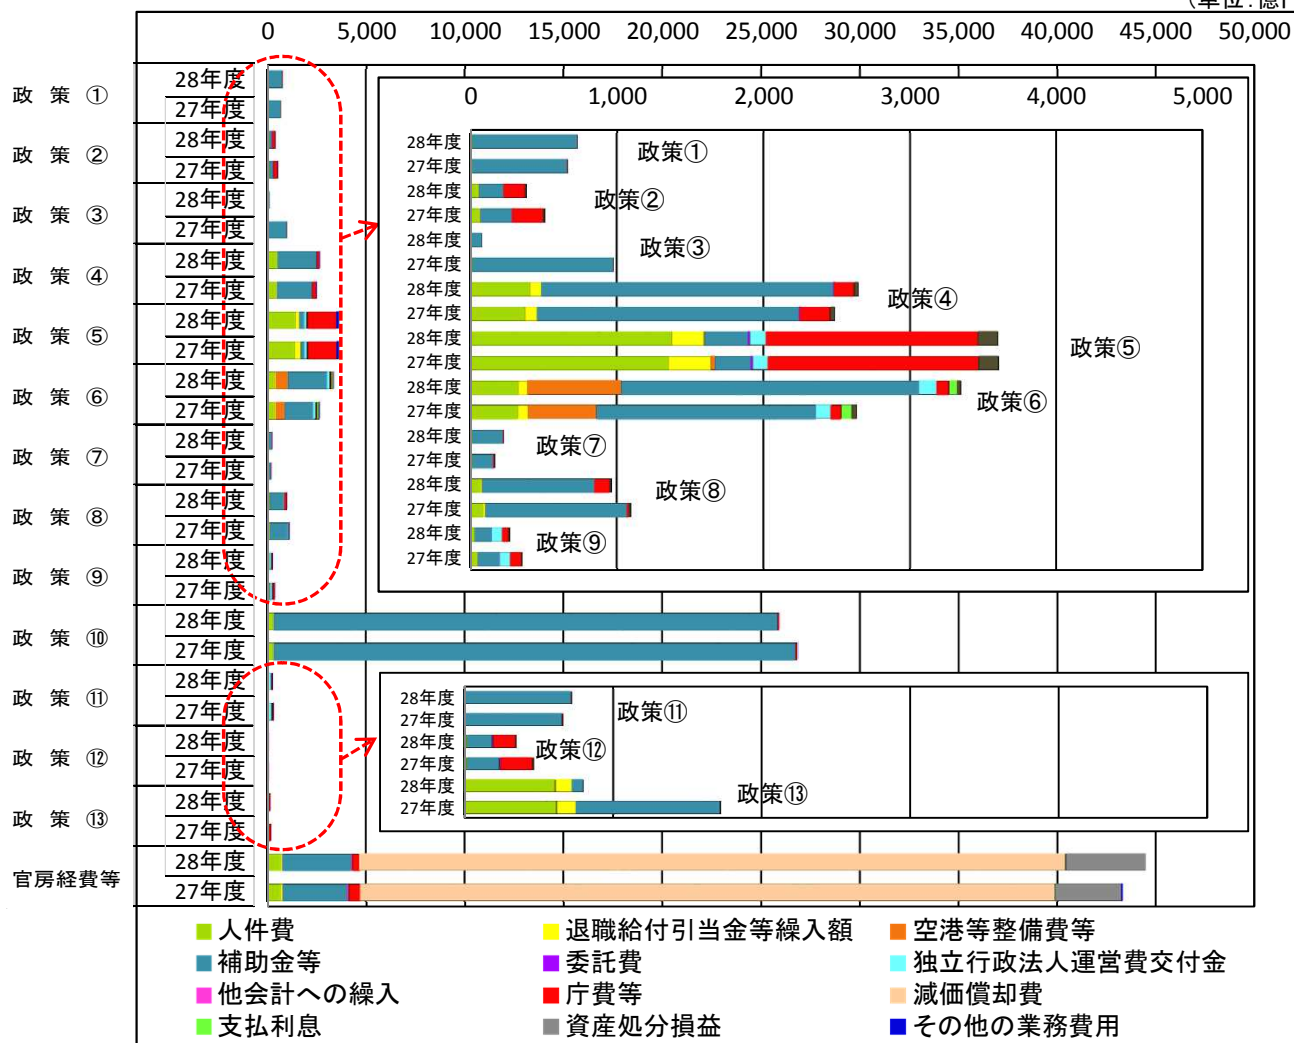 （単位：億円
0 5,000 10,000 15,000 20,000 25,000 30,000 35,000 40,000 45,000 50,000
政策① 28年度
27年度
政策② 28年度
27年度
政策③ 28年度
27年度
政策④ 28年度
27年度
政策⑤ 28年度
27年度
政策⑥ 28年度
27年度
政策⑦ 28年度
27年度
政策⑧ 28年度
27年度
政策⑨ 28年度
27年度
政策⑩ 28年度
27年度
政策⑪ 28年度
27年度
政策⑫ 28年度
27年度
政策⑬ 28年度
27年度
官房経費等 28年度
27年度
0 1,000 2,000 3,000 4,000 5,000
28年度 政策①
27年度
28年度 政策②
27年度
28年度 政策③
27年度
28年度 政策④
27年度
28年度 政策⑤
27年度
28年度 政策⑥
27年度
28年度 政策⑦
27年度
28年度 政策⑧
27年度
28年度 政策⑨
27年度
28年度 政策⑪
27年度
28年度 政策⑫
27年度
28年度 政策⑬
27年度
人件費 退職給付引当金等繰入額 空港等整備費等
補助金等 委託費 独立行政法人運営費交付金
他会計への繰入 庁費等 減価償却費
支払利息 資産処分損益 その他の業務費用